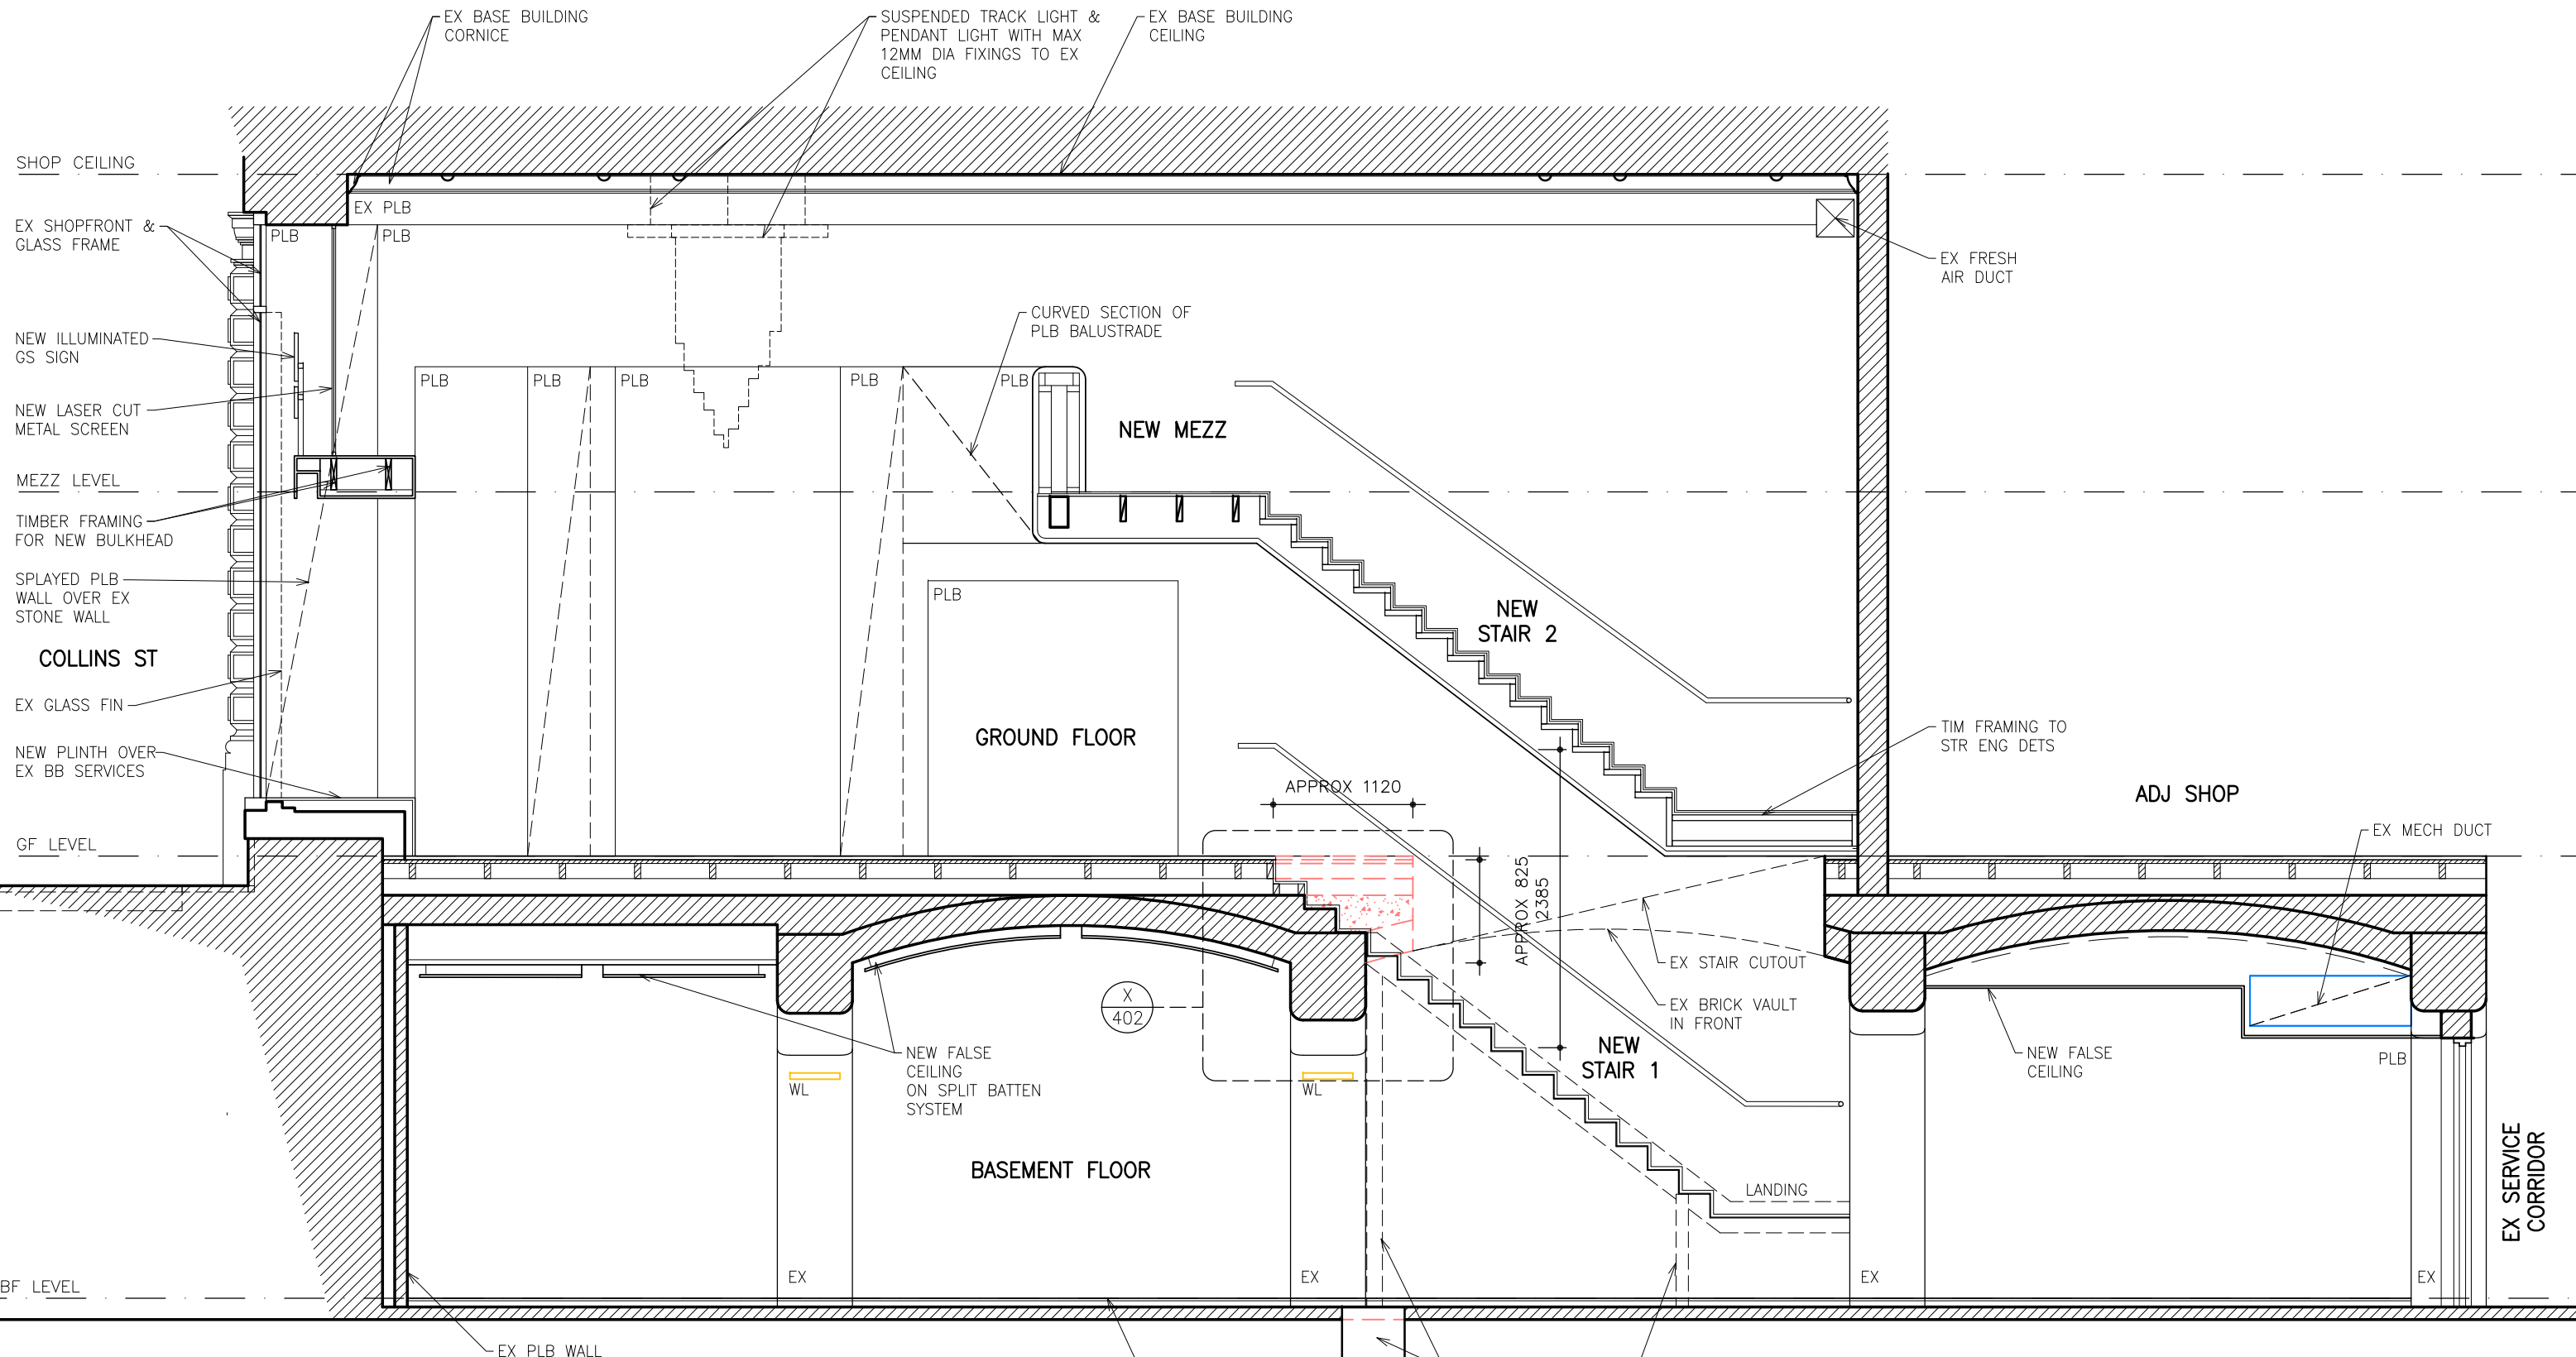 EX BASE BUILDING
CORNICE
SUSPENDED TRACK LIGHT &
PENDANT LIGHT WITH MAX
12MM DIA FIXINGS TO EX
CEILING
EX BASE BUILDING
CEILING
SHOP CEILING
EX PLB
EX SHOPFRONT &
GLASS FRAME
PLB
PLB
EX FRESH
AIR DUCT
NEW ILLUMINATED
GS SIGN
CURVED SECTION OF
PLB BALUSTRADE
PLB
PLB
PLB
PLB
PLB
NEW LASER CUT
METAL SCREEN
NEW MEZZ
MEZZ LEVEL
TIMBER FRAMING
FOR NEW BULKHEAD
SPLAYED PLB
WALL OVER EX
STONE WALL
PLB
NEW
STAIR 2
COLLINS ST
EX GLASS FIN
NEW PLINTH OVER
EX BB SERVICES
GROUND FLOOR
TIM FRAMING TO
STR ENG DETS
APPROX 1120
ADJ SHOP
GF LEVEL
EX MECH DUCT
APPROX 825
2385
EX STAIR CUTOUT
EX BRICK VAULT
IN FRONT
X
402
NEW FALSE
CEILING
ON SPLIT BATTEN
SYSTEM
NEW
STAIR 1
NEW FALSE
CEILING
PLB
WL
WL
BASEMENT FLOOR
LANDING
EX SERVICE
CORRIDOR
BF LEVEL
EX
EX
EX
EX
EX PLB WALL